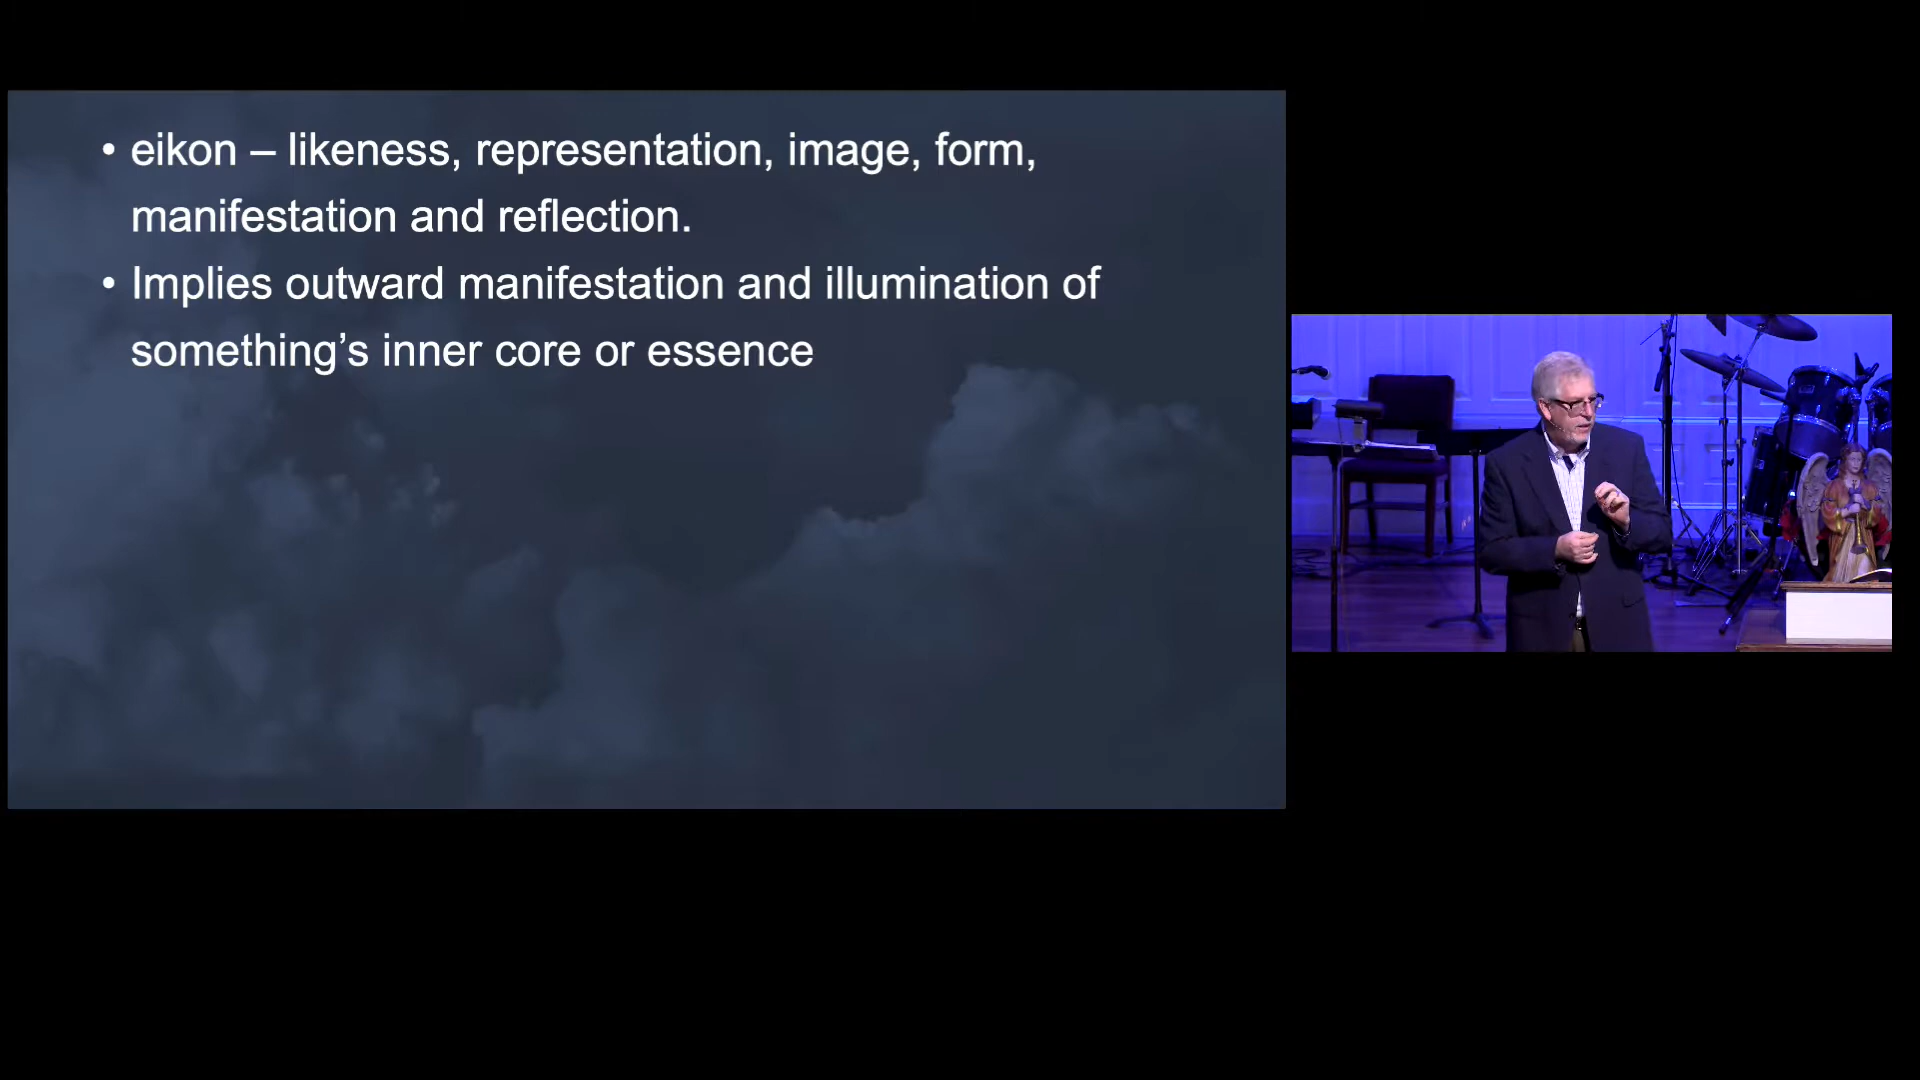 • eikon – likeness, representation, image, form,
manifestation and reflection.
• Implies outward manifestation and illumination of
something’s inner core or essence